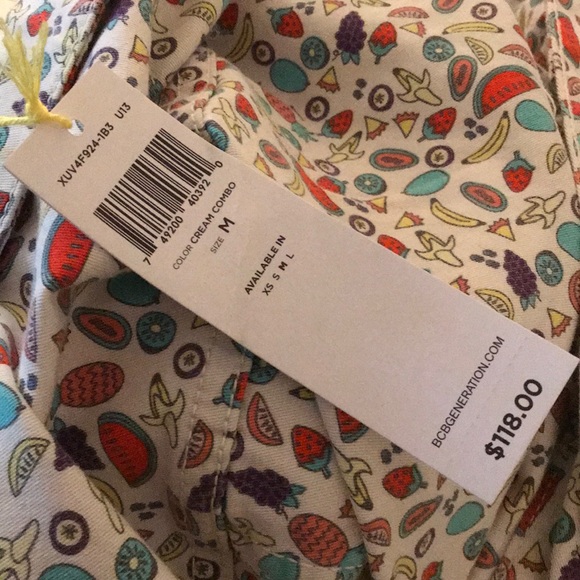 XUV4F924-1B3 U13
7 49200 40392 0
COLOR CREAM COMBO
SIZE M
AVAILABLE IN
XS S M L
BCBGENERATION.COM
$118.00